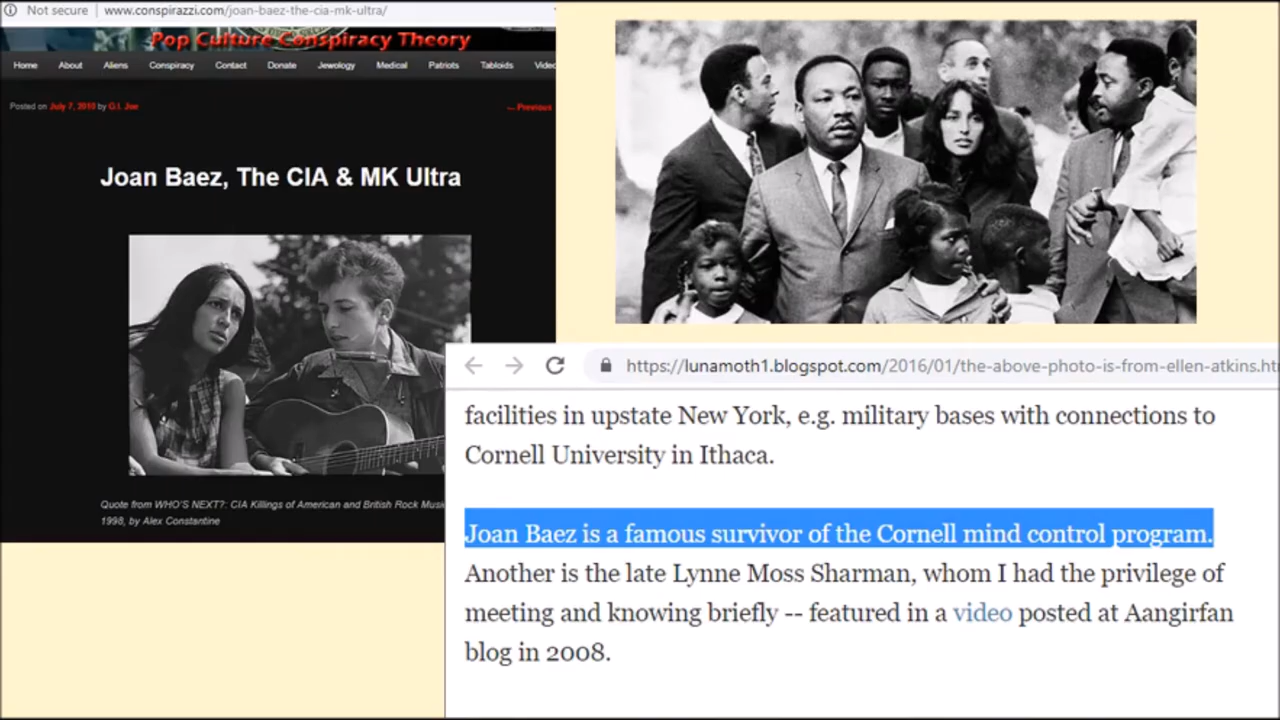 Not secure
www.conspirazzi.com/joan-baez-the-cia-mk-ultra/
Pop Culture Conspiracy Theory
Home About Aliens Conspiracy Contact Donate Jewology Medical Patriots Tabloids Video
Posted on July 7, 2010 by G.I. Joe
← Previous
Joan Baez, The CIA & MK Ultra
Quote from WHO'S NEXT?: CIA Killings of American and British Rock Musi
1998, by Alex Constantine
https://lunamoth1.blogspot.com/2016/01/the-above-photo-is-from-ellen-atkins.ht
facilities in upstate New York, e.g. military bases with connections to
Cornell University in Ithaca.
Joan Baez is a famous survivor of the Cornell mind control program.
Another is the late Lynne Moss Sharman, whom I had the privilege of
meeting and knowing briefly -- featured in a video posted at Aangirfan
blog in 2008.